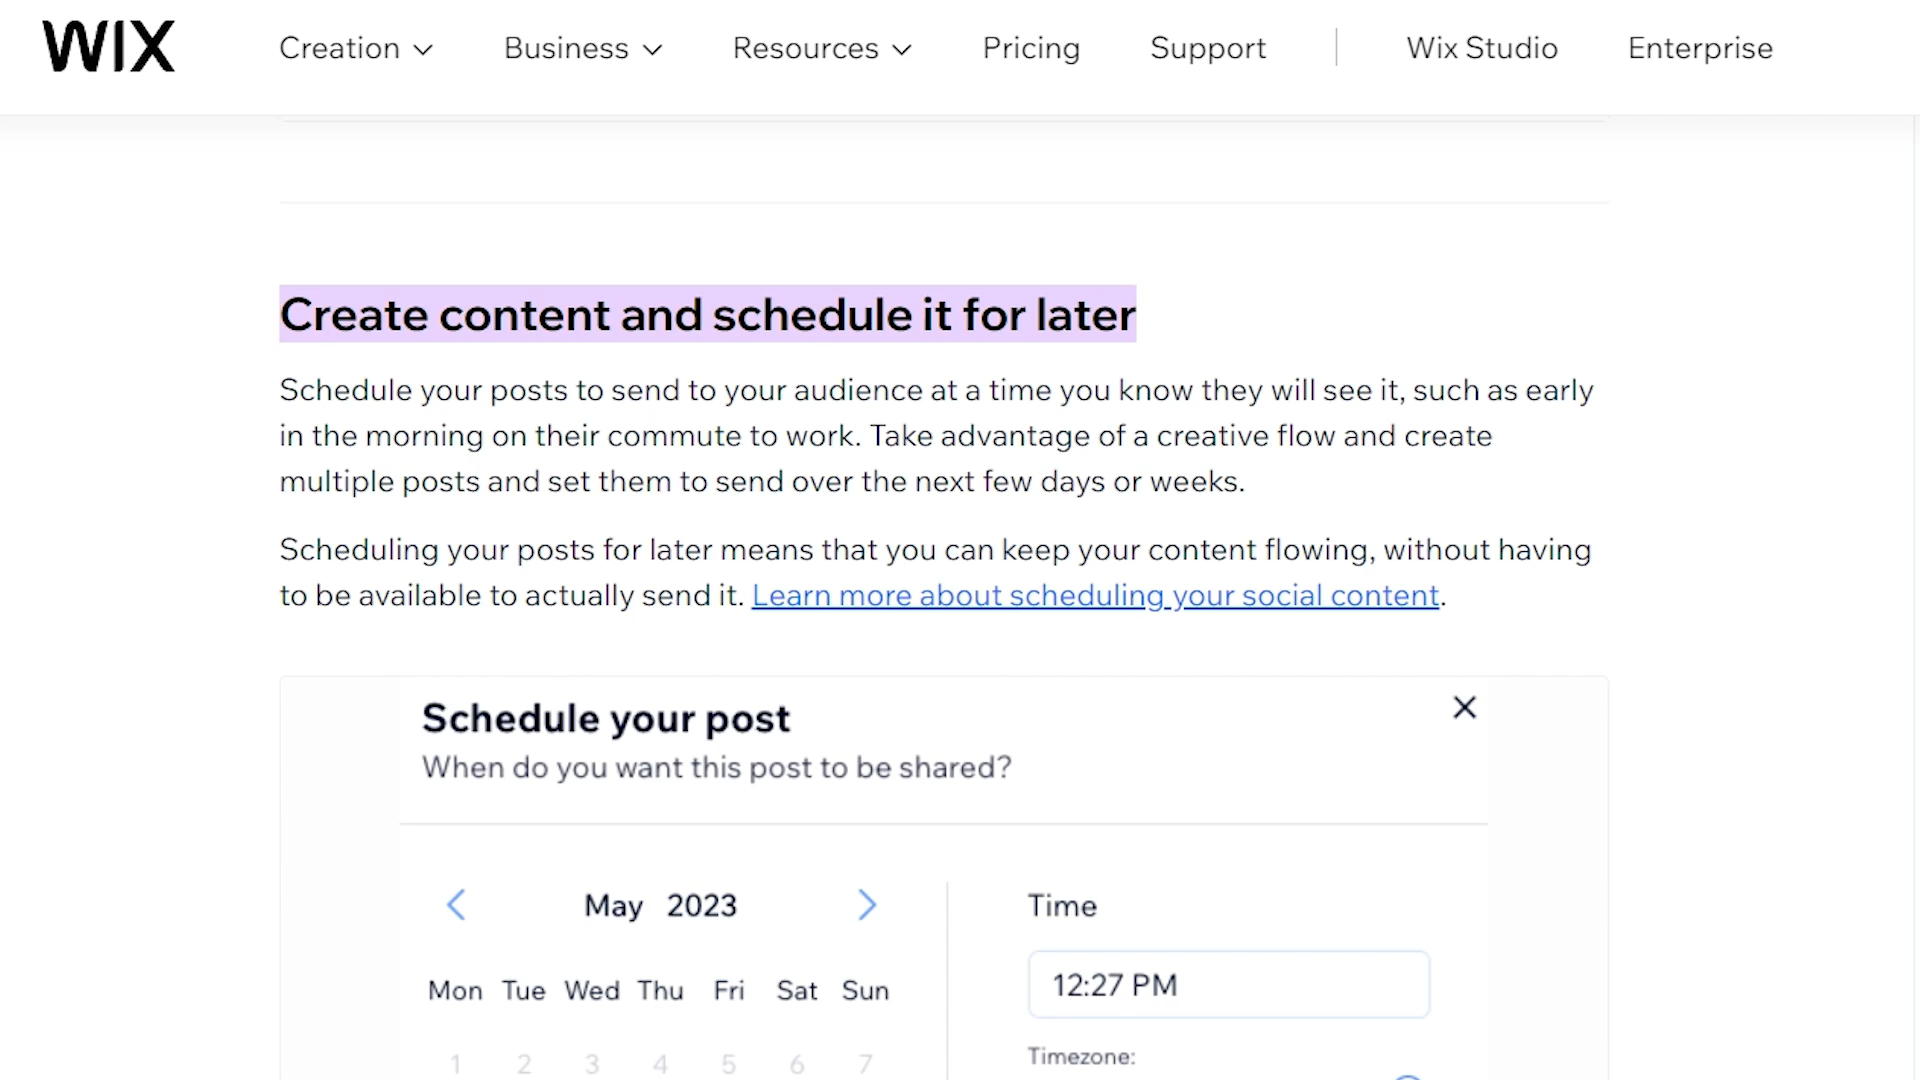 WIX Creation Business Resources Pricing Support Wix Studio Enterprise
Create content and schedule it for later
Schedule your posts to send to your audience at a time you know they will see it, such as early
in the morning on their commute to work. Take advantage of a creative flow and create
multiple posts and set them to send over the next few days or weeks.
Scheduling your posts for later means that you can keep your content flowing, without having
to be available to actually send it. Learn more about scheduling your social content.
Schedule your post
When do you want this post to be shared?
May 2023
Mon Tue Wed Thu Fri Sat Sun
1 2 3 4 5 6 7
Time
12:27 PM
Timezone: